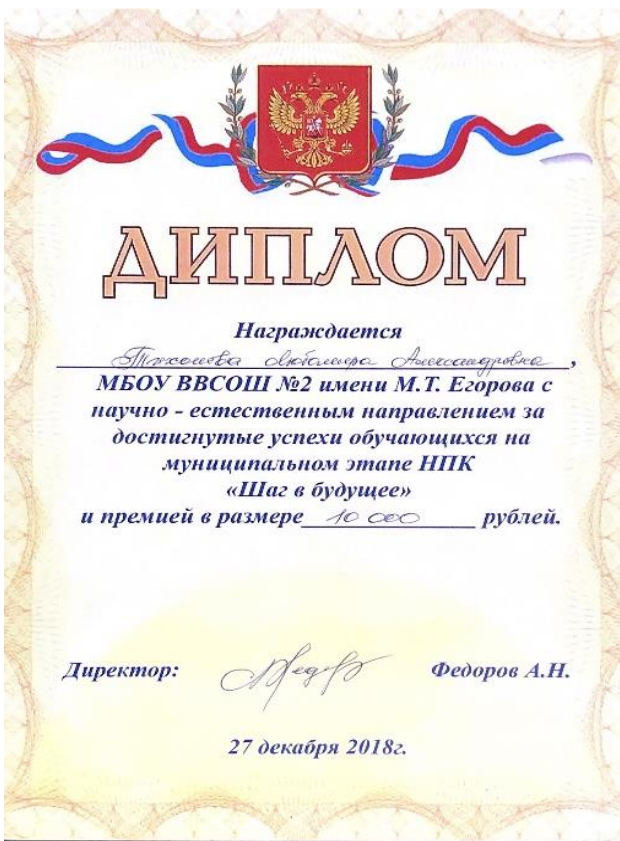 ДИПЛОМ
Награждается
Александровна,
МБОУ ВВСОШ №2 имени М.Т. Егорова с
научно - естественным направлением за
достигнутые успехи обучающихся на
муниципальном этапе НПК
«Шаг в будущее»
и премией в размере 10 000 рублей.
Директор: Федоров А.Н.
27 декабря 2018г.